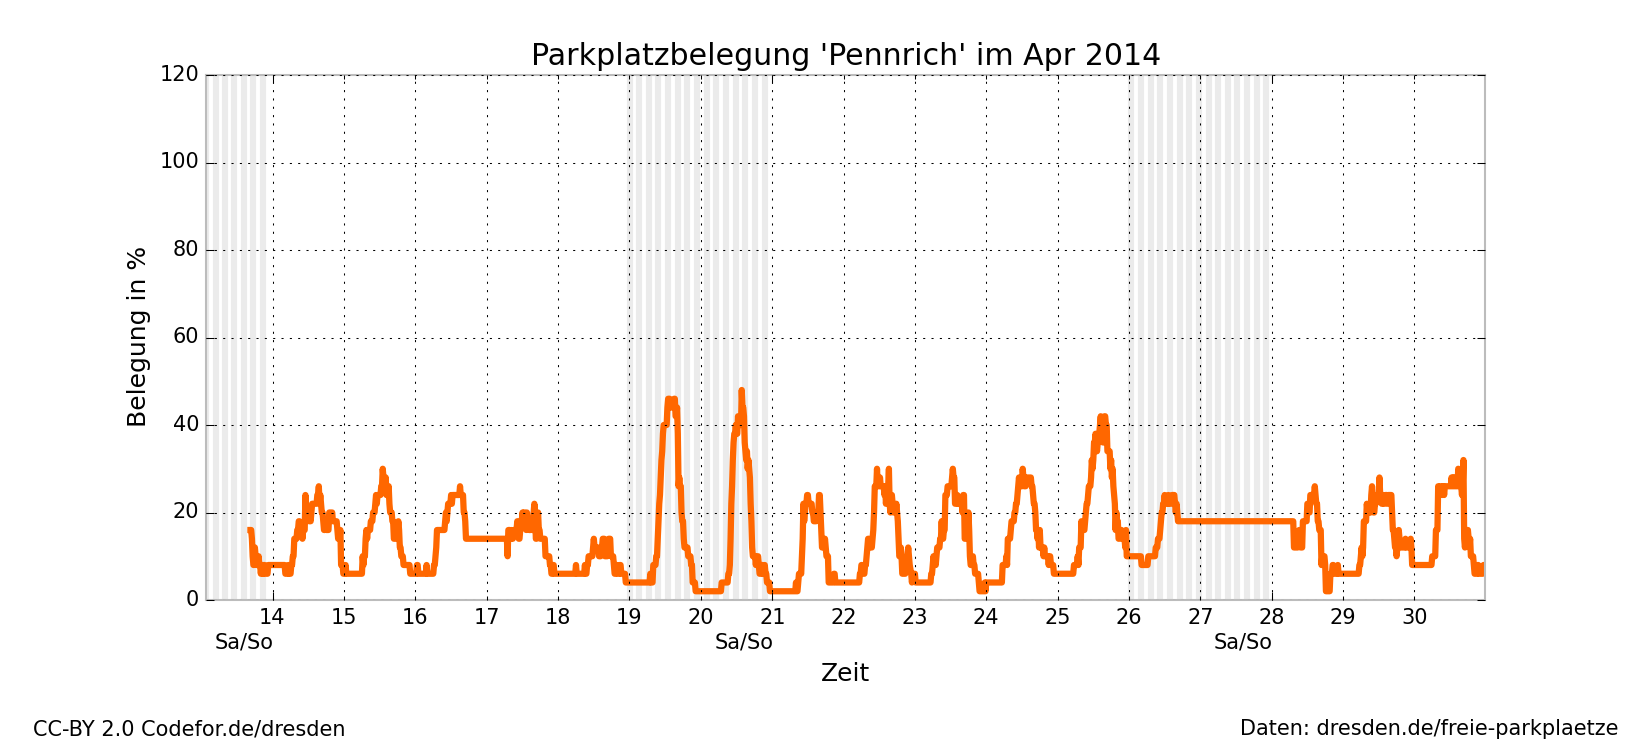 Parkplatzbelegung 'Pennrich' im Apr 2014
120
100
80
60
40
20
0
Belegung in %
14 15 16 17 18 19 20 21 22 23 24 25 26 27 28 29 30
Sa/So Sa/So Sa/So
Zeit
CC-BY 2.0 Codefor.de/dresden
Daten: dresden.de/freie-parkplaetze